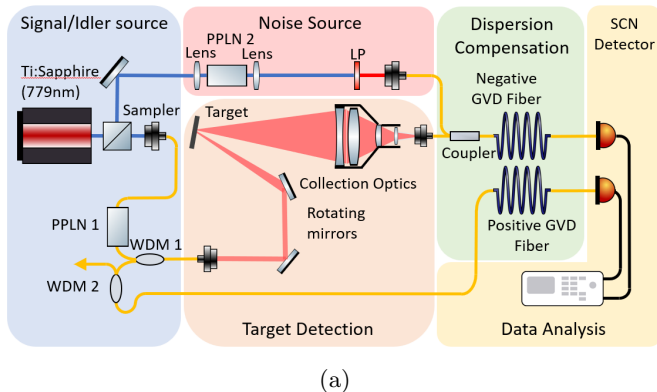 Signal/Idler source
Noise Source
Dispersion
Compensation
SCN
Detector
Ti:Sapphire
(779nm)
Sampler
Lens
PPLN 2
Lens
LP
Target
Collection Optics
Rotating
mirrors
Negative
GVD Fiber
Coupler
Positive GVD
Fiber
PPLN 1
WDM 1
WDM 2
Target Detection
Data Analysis
(a)